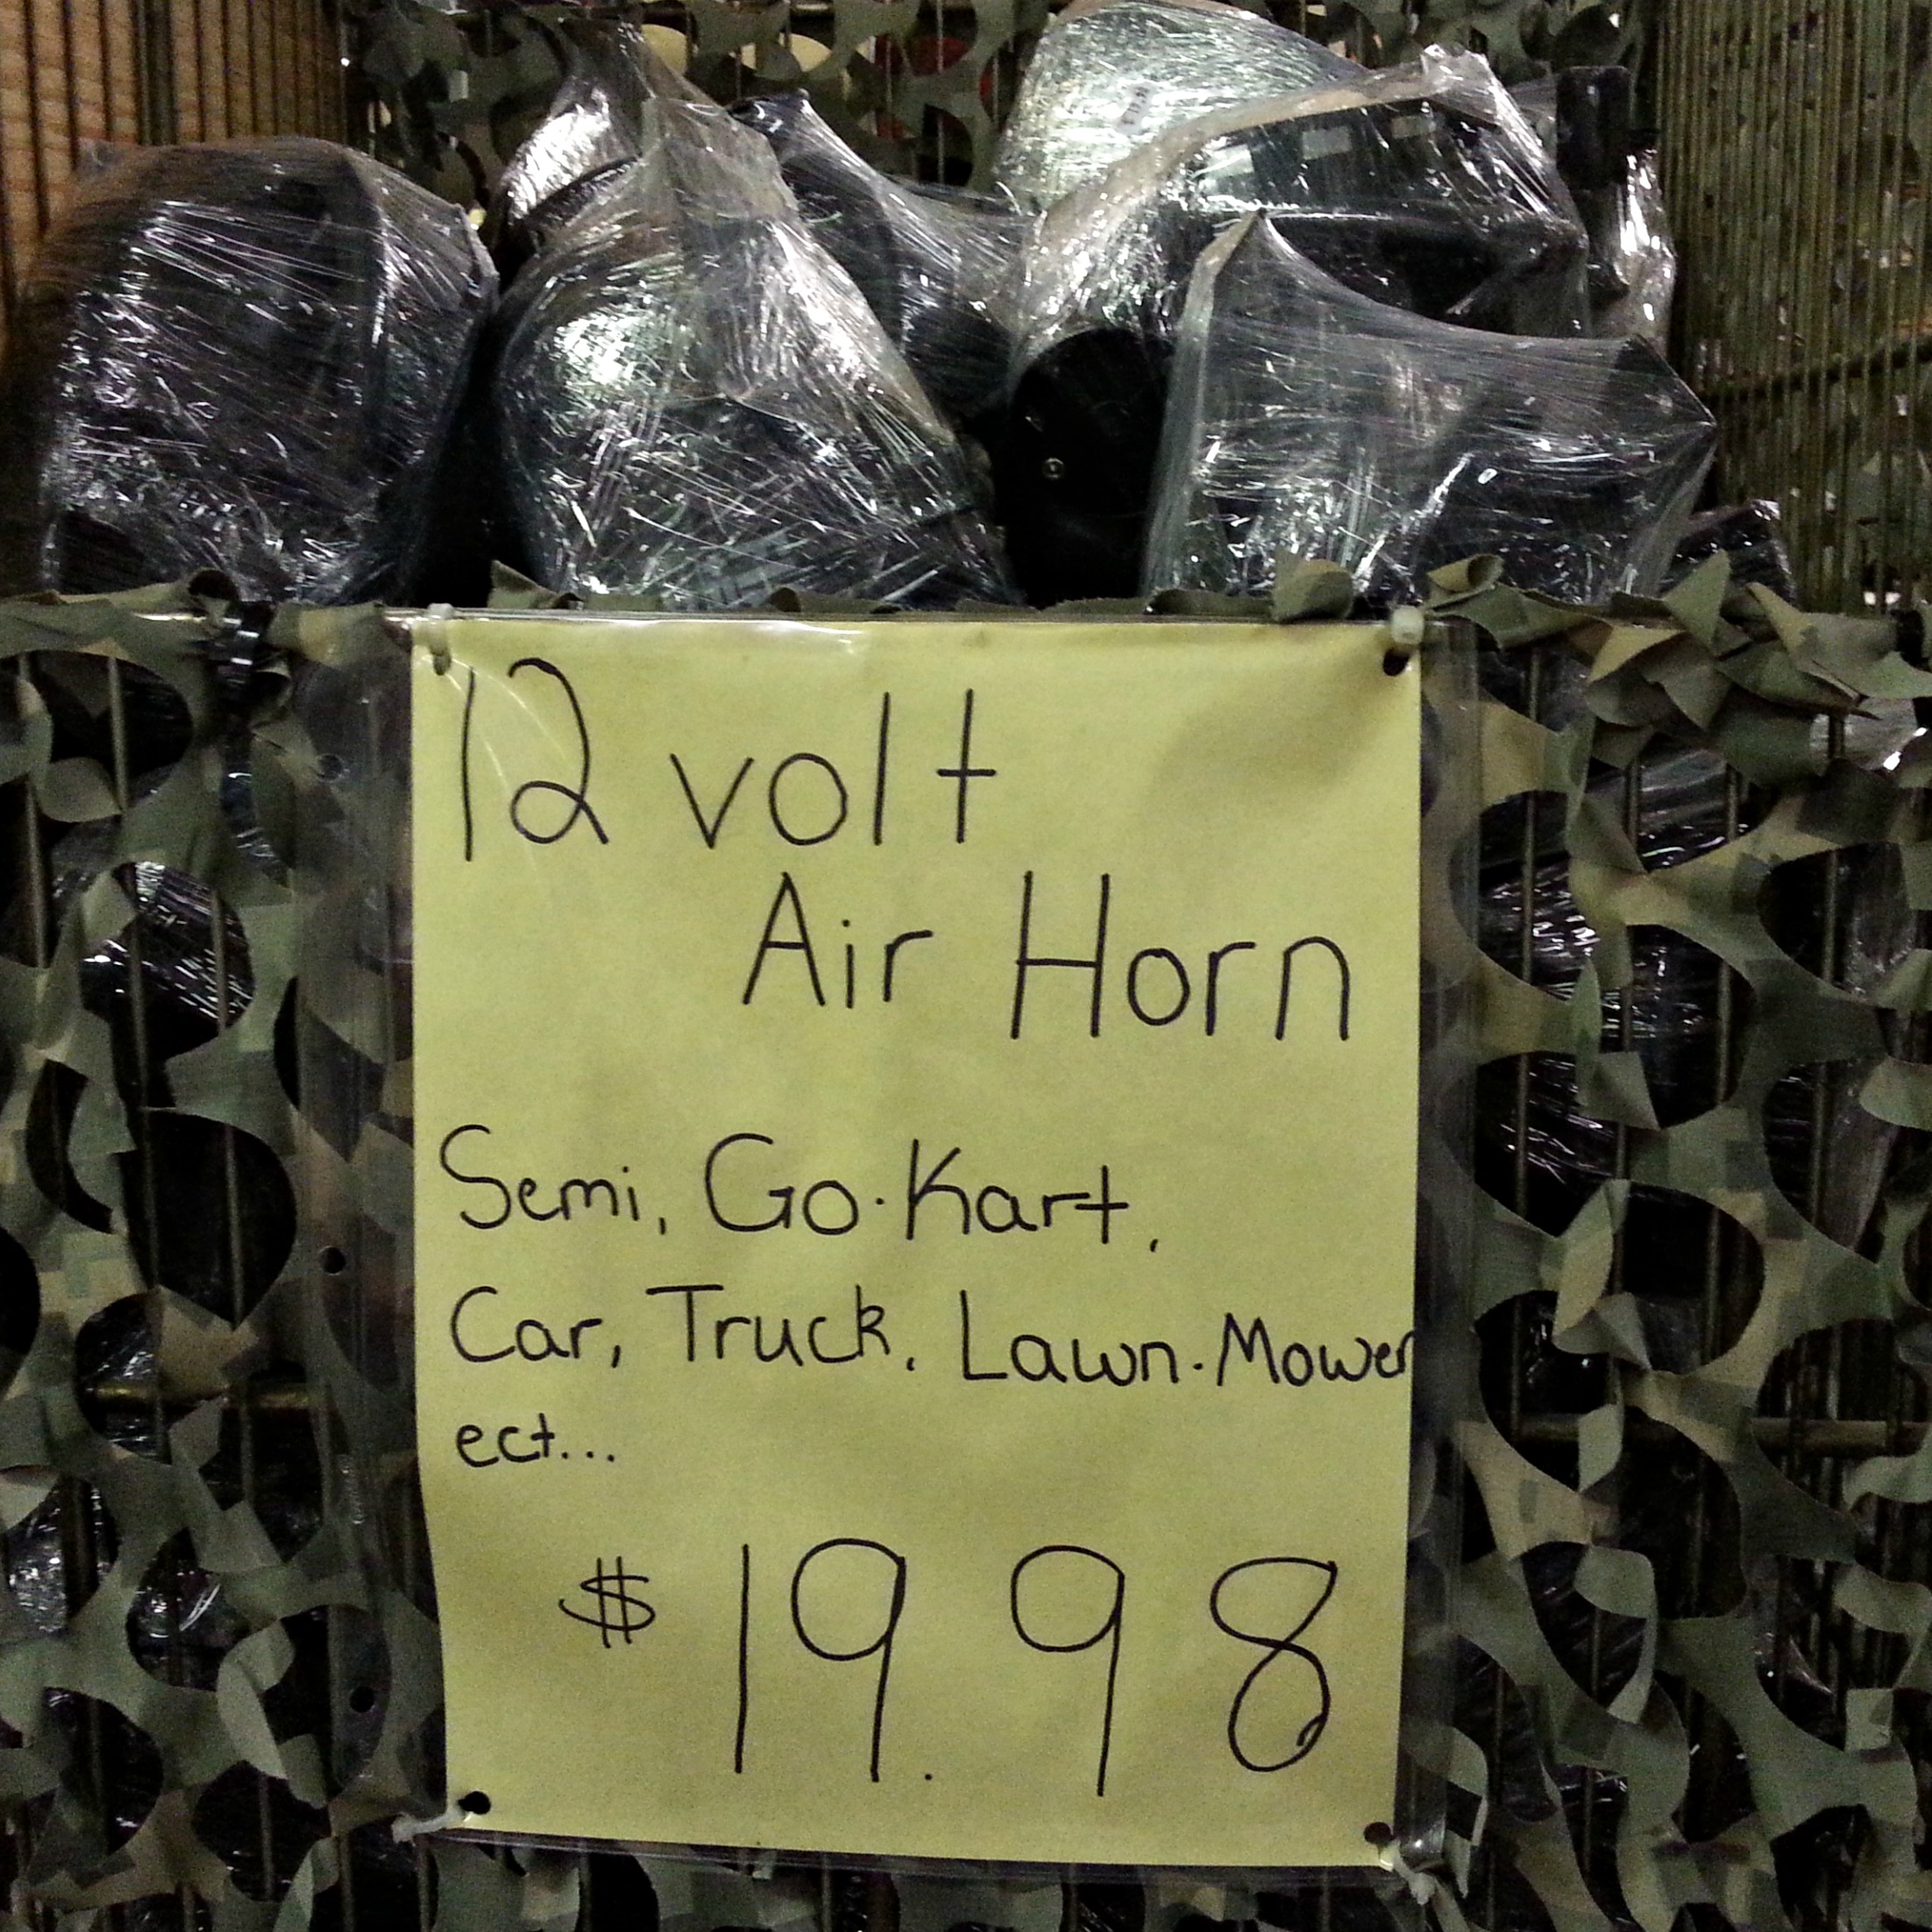 12 volt
Air Horn
Semi, Go-Kart,
Car, Truck, Lawn-Mower
ect...
$19.98